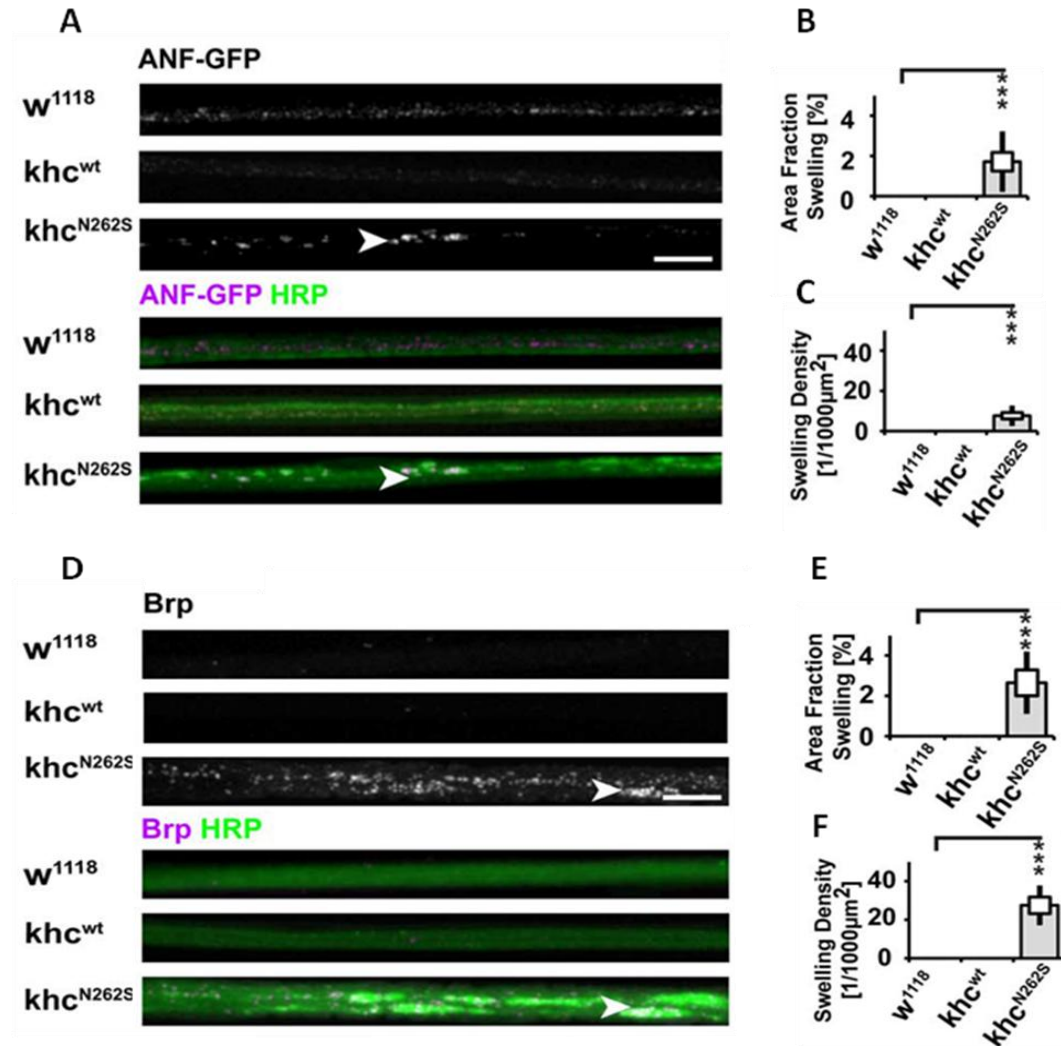 A
ANF-GFP
w¹¹¹⁸
khcʷᵗ
khcᴺ²⁶²ˢ
ANF-GFP HRP
w¹¹¹⁸
khcʷᵗ
khcᴺ²⁶²ˢ
B
Area Fraction
Swelling [%]
4
2
0
***
w¹¹¹⁸
khcʷᵗ
khcᴺ²⁶²ˢ
C
Swelling Density
[1/1000µm²]
40
20
0
***
w¹¹¹⁸
khcʷᵗ
khcᴺ²⁶²ˢ
D
Brp
w¹¹¹⁸
khcʷᵗ
khcᴺ²⁶²ˢ
Brp HRP
w¹¹¹⁸
khcʷᵗ
khcᴺ²⁶²ˢ
E
Area Fraction
Swelling [%]
4
2
0
***
w¹¹¹⁸
khcʷᵗ
khcᴺ²⁶²ˢ
F
Swelling Density
[1/1000µm²]
40
20
0
***
w¹¹¹⁸
khcʷᵗ
khcᴺ²⁶²ˢ